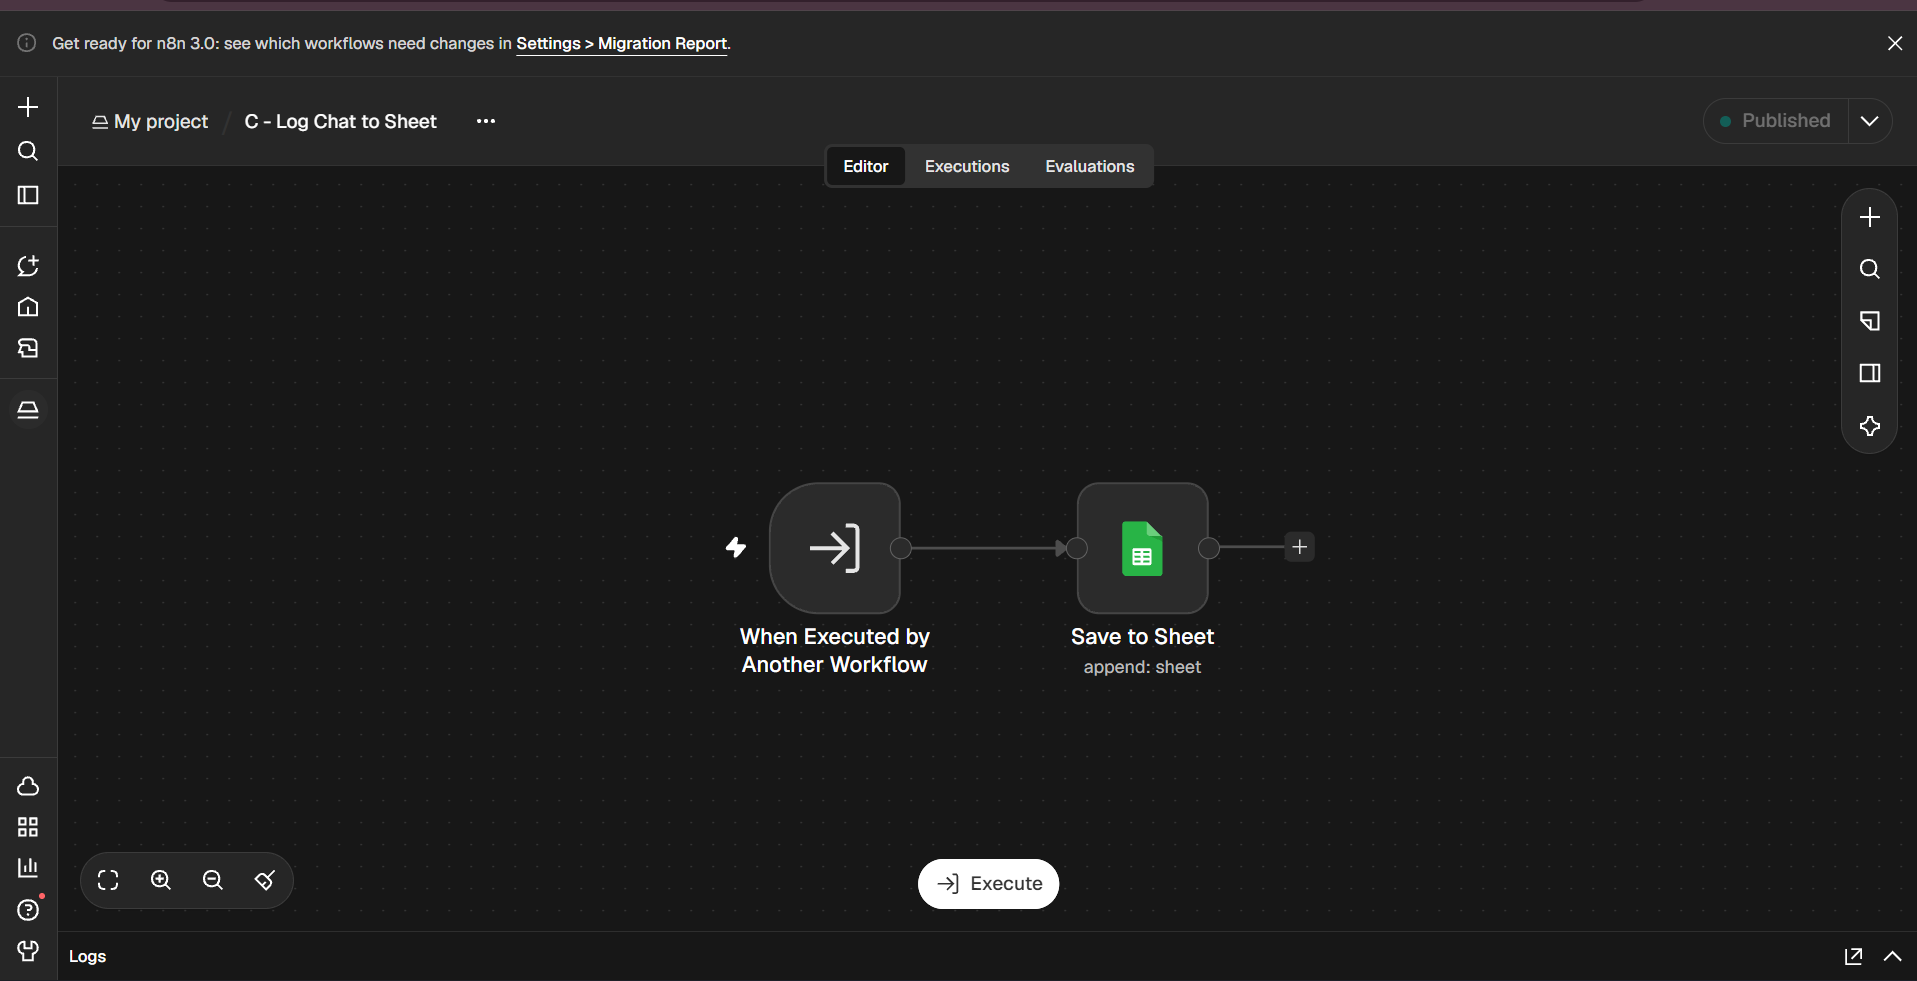 Get ready for n8n 3.0: see which workflows need changes in Settings > Migration Report.
My project / C - Log Chat to Sheet
Published
Editor Executions Evaluations
When Executed by
Another Workflow
Save to Sheet
append: sheet
Execute
Logs